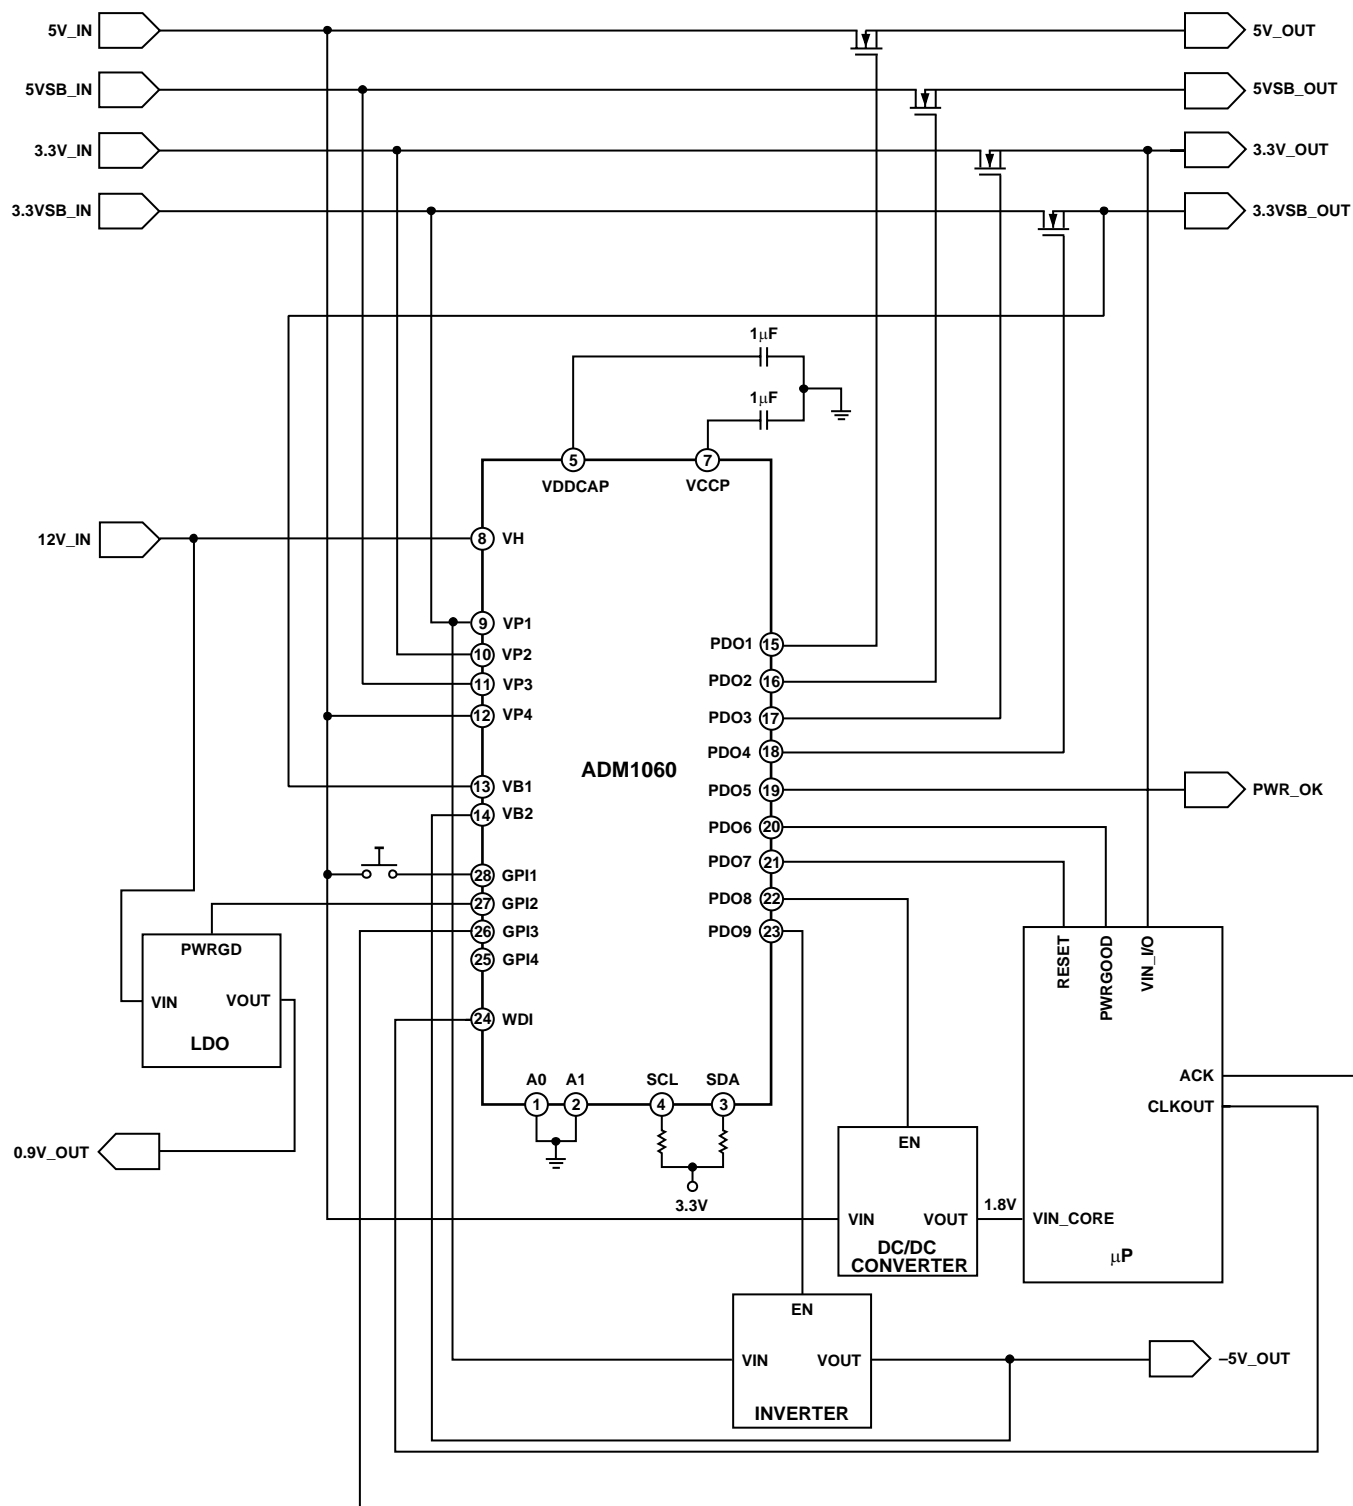 5V_IN
5V_OUT
5VSB_IN
5VSB_OUT
3.3V_IN
3.3V_OUT
3.3VSB_IN
3.3VSB_OUT
1μF
1μF
5
7
VDDCAP
VCCP
12V_IN
8
VH
9
VP1
10
VP2
11
VP3
12
VP4
13
VB1
14
VB2
28
GPI1
27
GPI2
26
GPI3
25
GPI4
24
WDI
ADM1060
PDO1
15
PDO2
16
PDO3
17
PDO4
18
PDO5
19
PWR_OK
PDO6
20
PDO7
21
PDO8
22
PDO9
23
PWRGD
VIN
VOUT
LDO
0.9V_OUT
A0
A1
SCL
SDA
1
2
4
3
3.3V
RESET
PWRGOOD
VIN_I/O
ACK
CLKOUT
VIN_CORE
μP
EN
VIN
VOUT
1.8V
DC/DC
CONVERTER
EN
VIN
VOUT
INVERTER
–5V_OUT